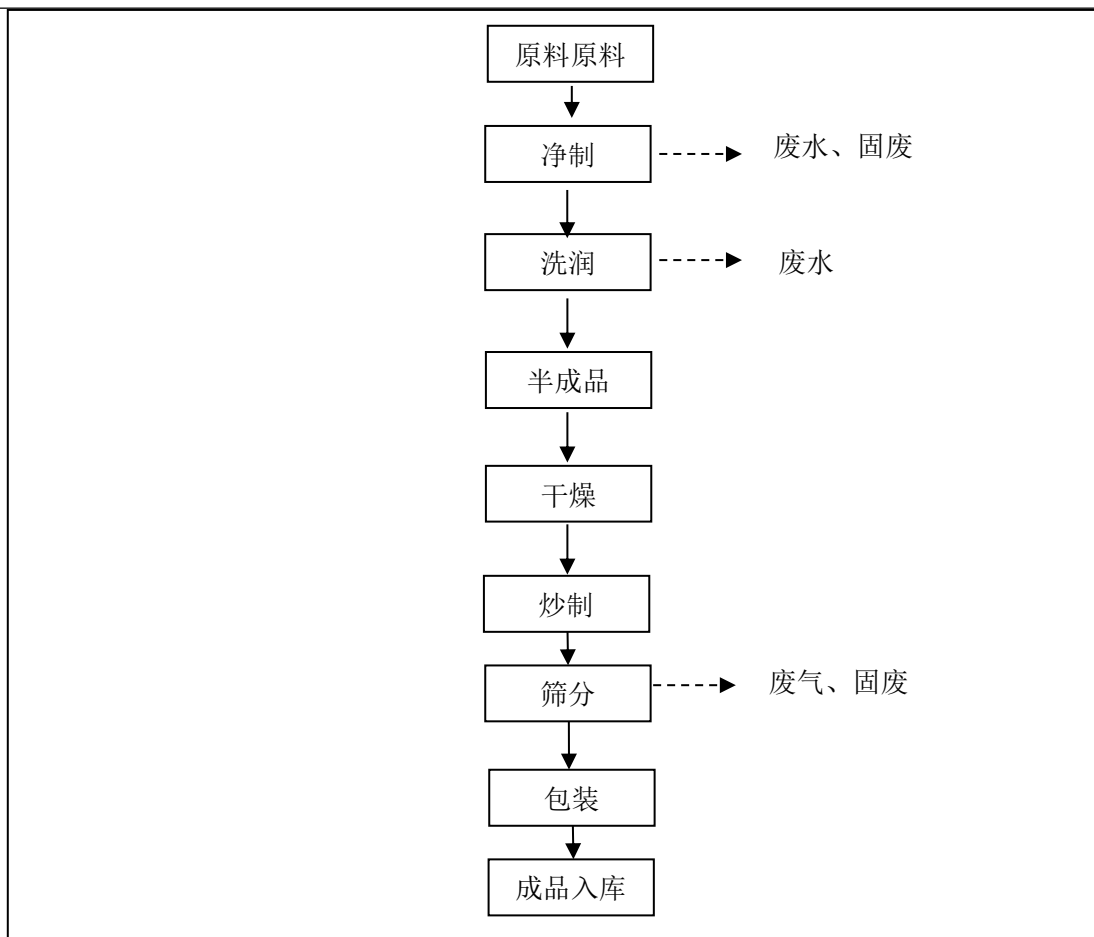 原料原料
净制
废水、固废
洗润
废水
半成品
干燥
炒制
筛分
废气、固废
包装
成品入库